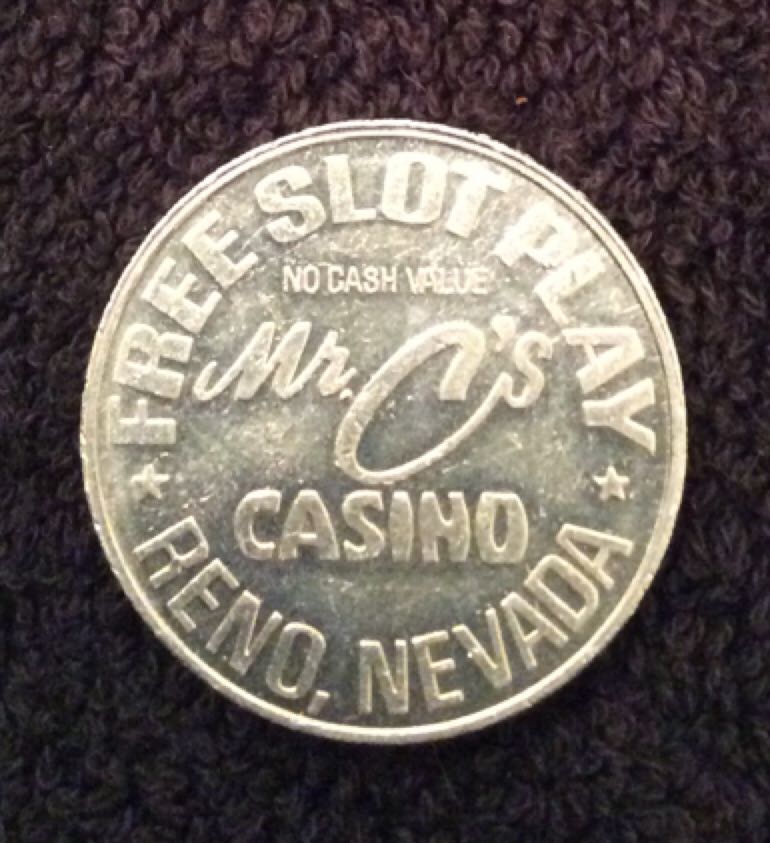 FREE SLOT PLAY
NO CASH VALUE
Mr. C's
CASINO
RENO, NEVADA